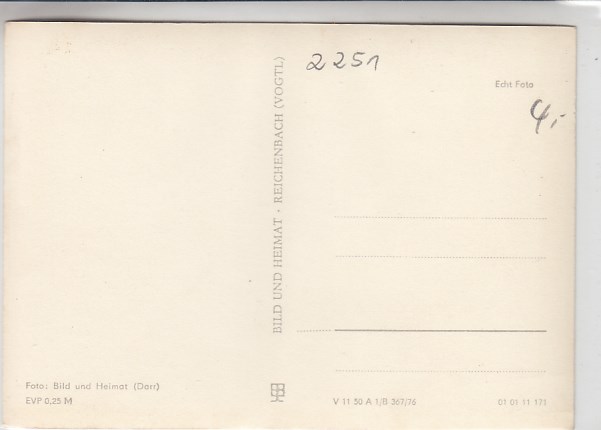 2251
Echt Foto
4,-
BILD UND HEIMAT · REICHENBACH (VOGTL)
Foto: Bild und Heimat (Darr)
EVP 0,25 M
V 11 50 A 1/B 367/76
01 01 11 171